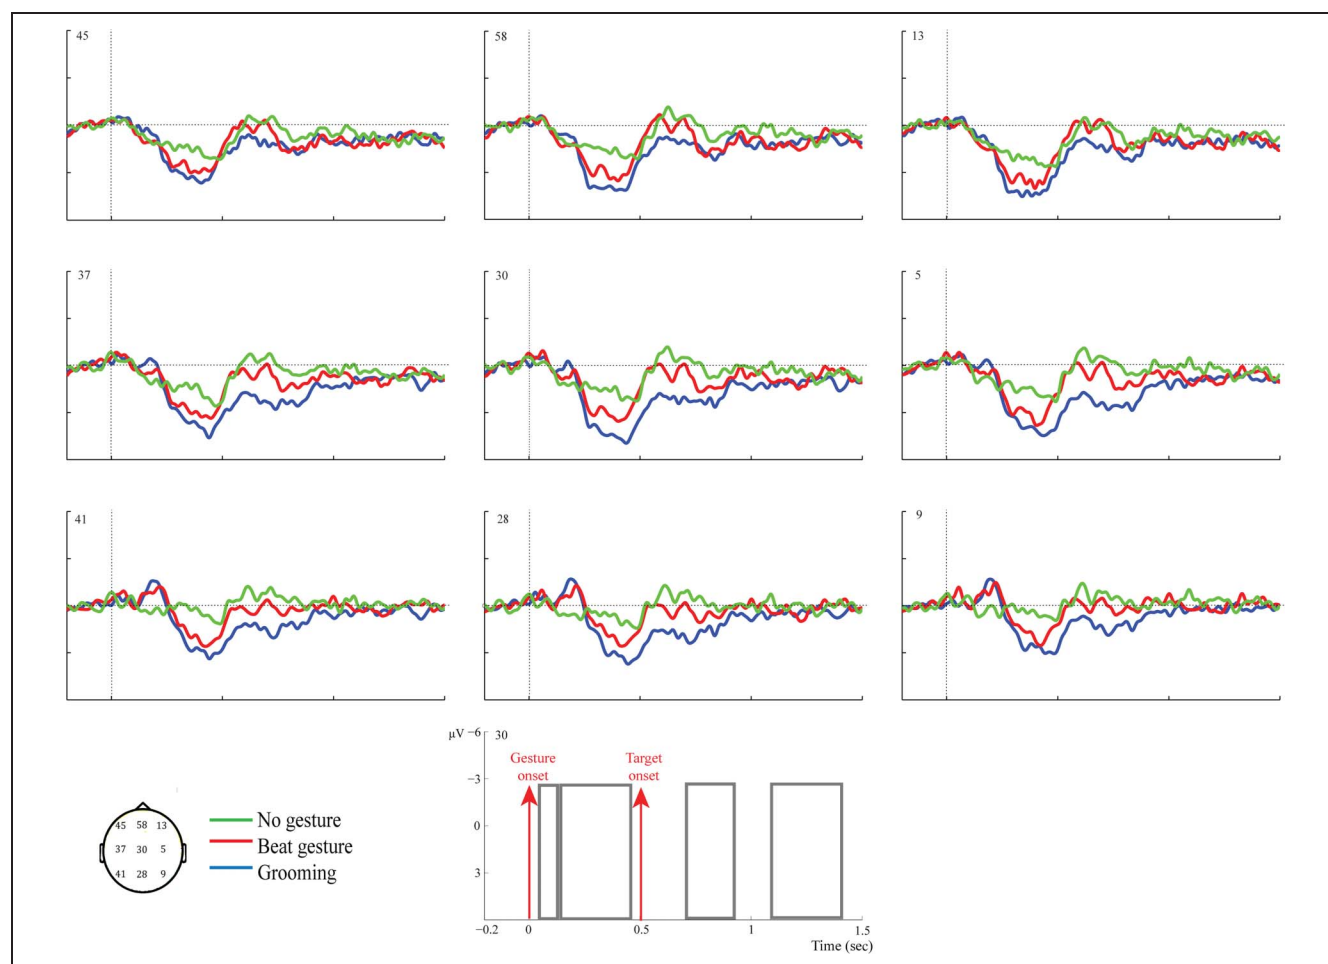 45
58
13
37
30
5
41
28
9
µV −6
30
Gesture
onset
Target
onset
−3
0
3
−0.2
0
0.5
1
1.5
Time (sec)
45 58 13
37 30 5
41 28 9
No gesture
Beat gesture
Grooming